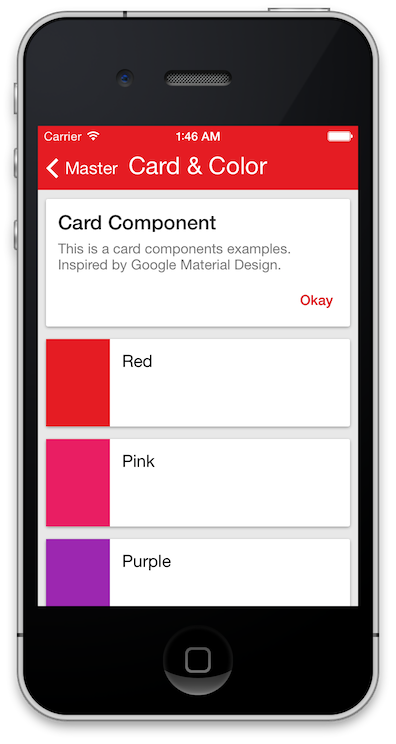 Carrier 1:46 AM
Master Card & Color
Card Component
This is a card components examples.
Inspired by Google Material Design.
Okay
Red
Pink
Purple